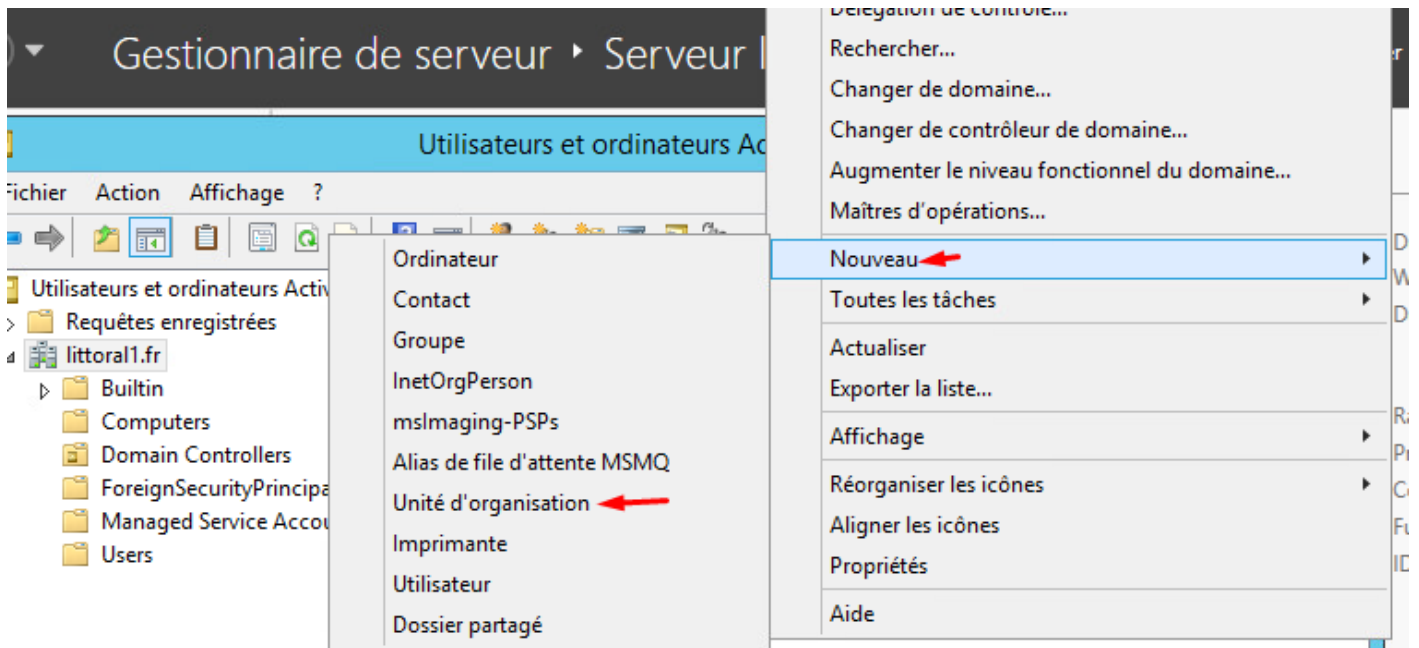 Gestionnaire de serveur ‣ Serveur
Utilisateurs et ordinateurs
Fichier Action Affichage ?
Utilisateurs et ordinateurs
Requêtes enregistrées
littoral1.fr
Builtin
Computers
Domain Controllers
ForeignSecurityPrincipa
Managed Service Accou
Users
Ordinateur
Contact
Groupe
InetOrgPerson
msImaging-PSPs
Alias de file d'attente MSMQ
Unité d'organisation
Imprimante
Utilisateur
Dossier partagé
Délégation de contrôle...
Rechercher...
Changer de domaine...
Changer de contrôleur de domaine...
Augmenter le niveau fonctionnel du domaine...
Maîtres d'opérations...
Nouveau
Toutes les tâches
Actualiser
Exporter la liste...
Affichage
Réorganiser les icônes
Aligner les icônes
Propriétés
Aide